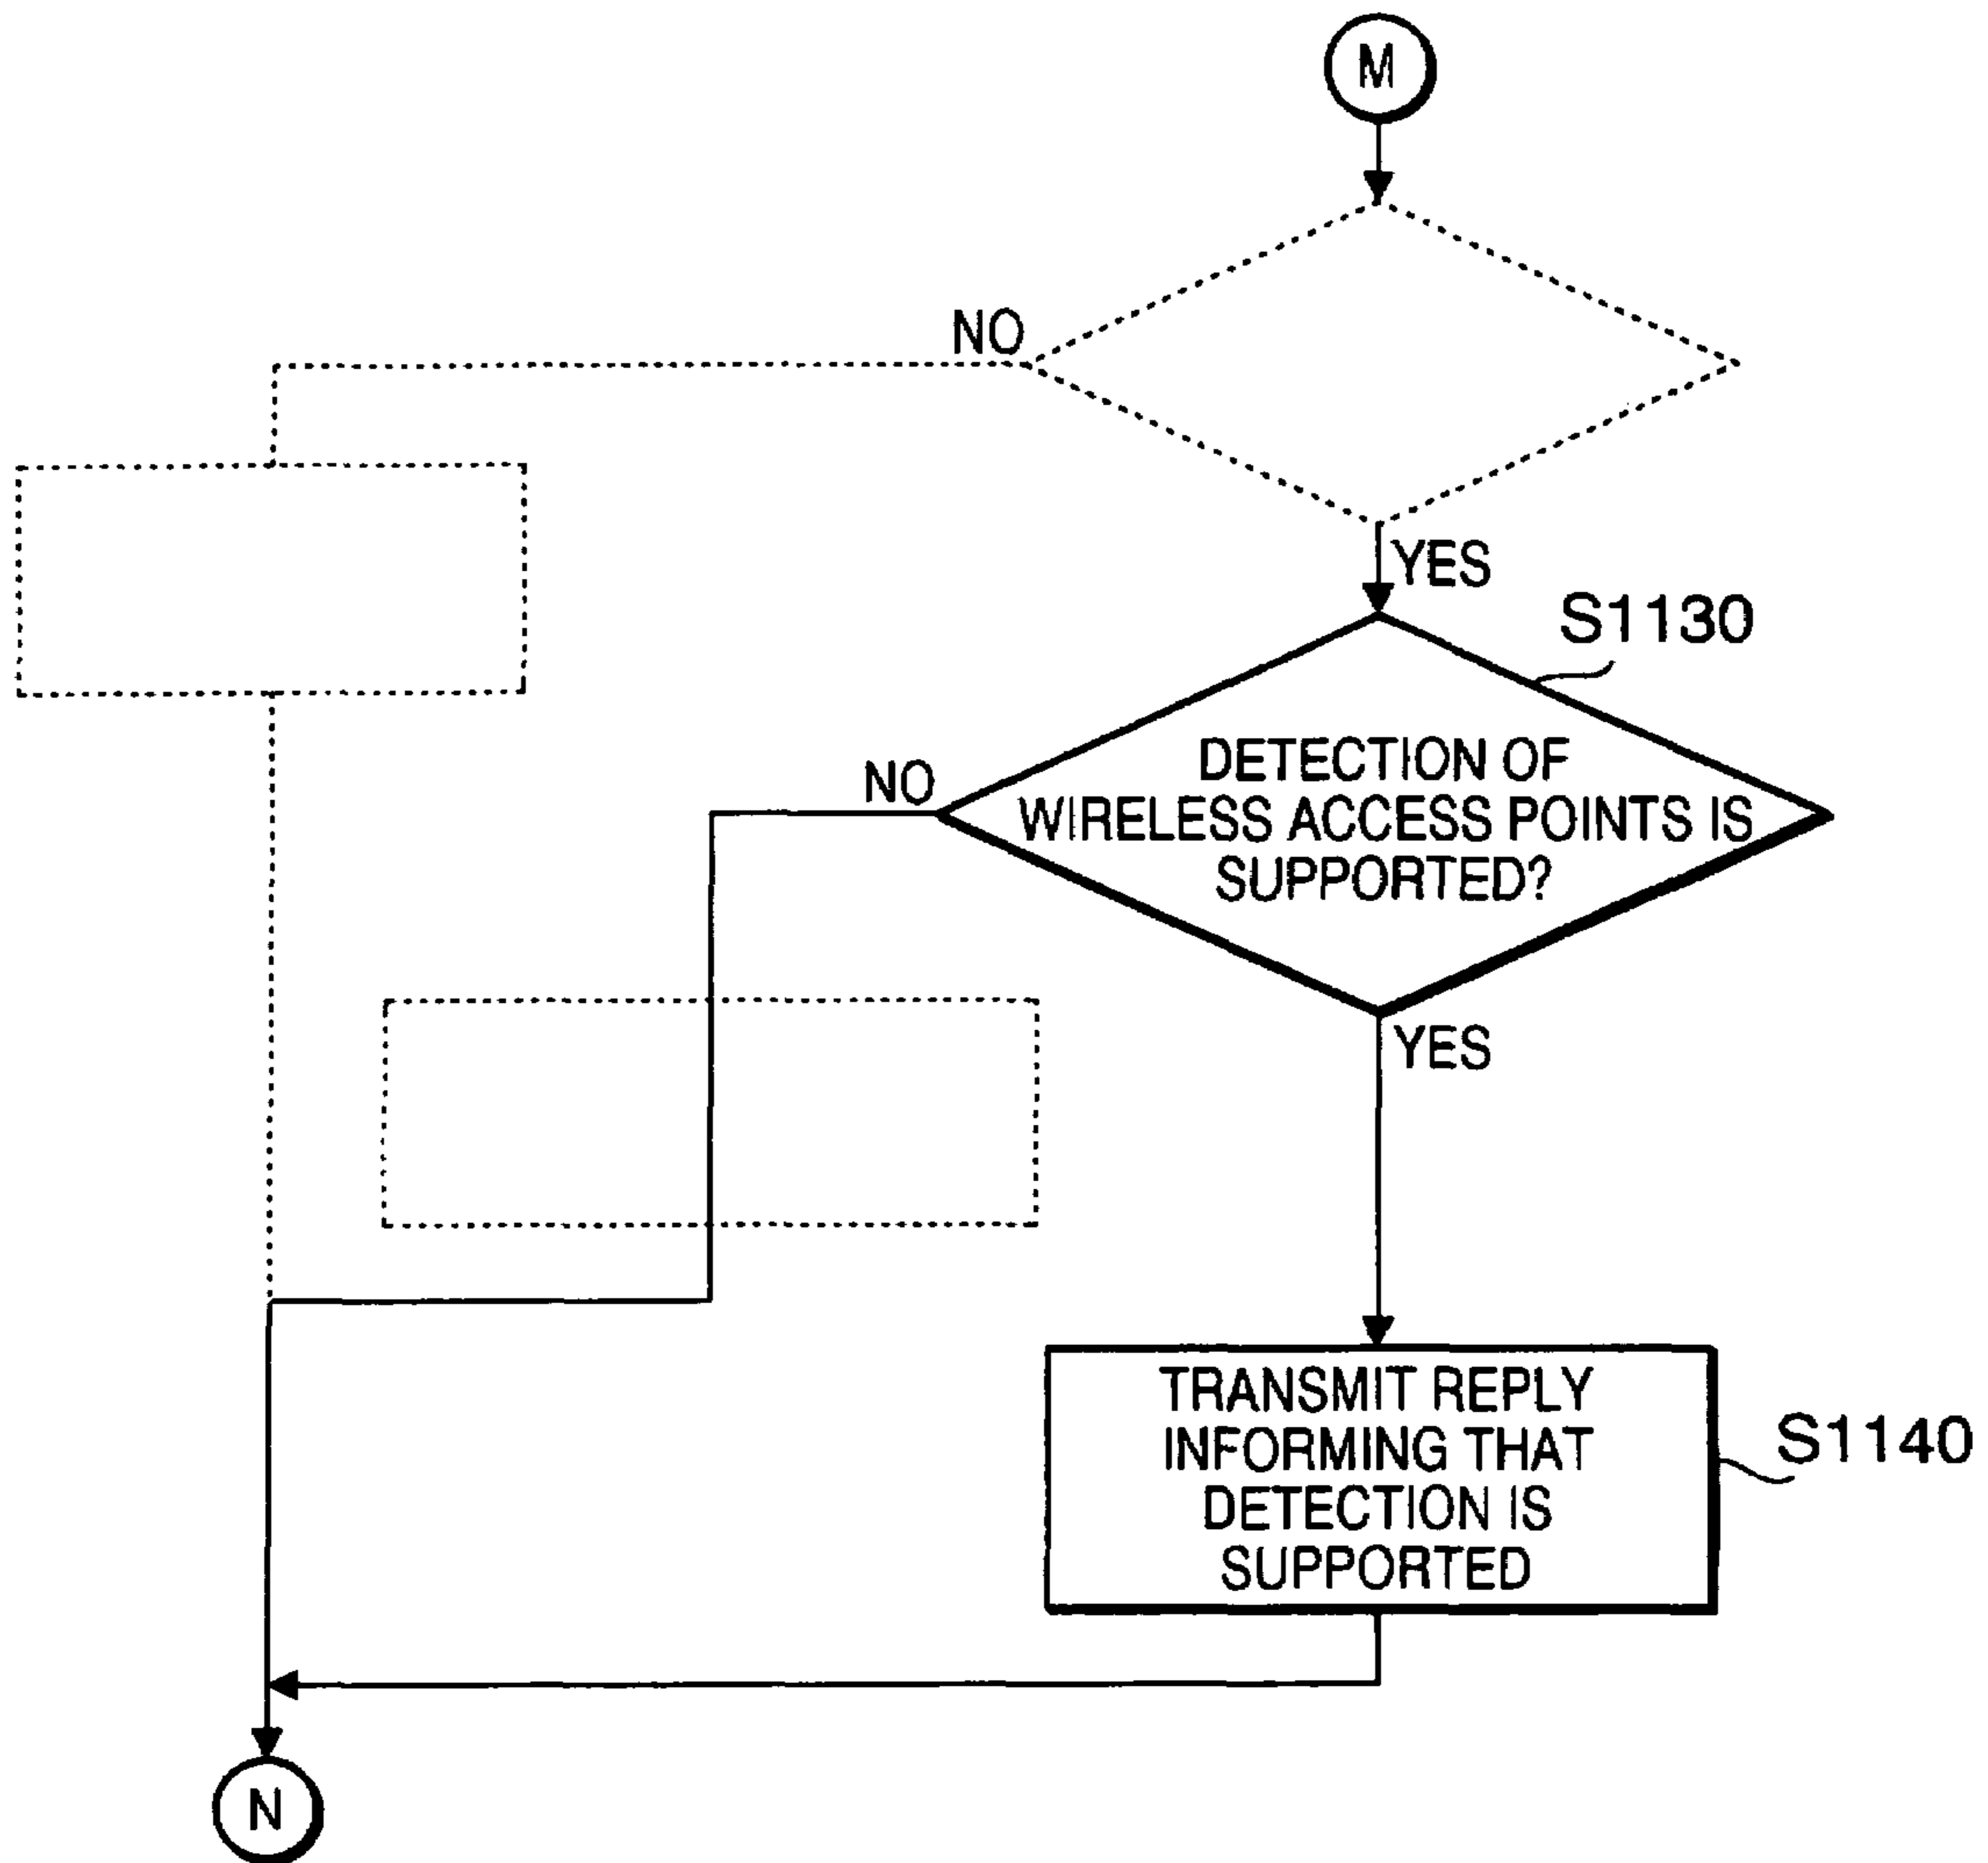 M
NO
YES
S1130
DETECTION OF
WIRELESS ACCESS POINTS IS
SUPPORTED?
NO
YES
TRANSMIT REPLY
INFORMING THAT
DETECTION IS
SUPPORTED
S1140
N